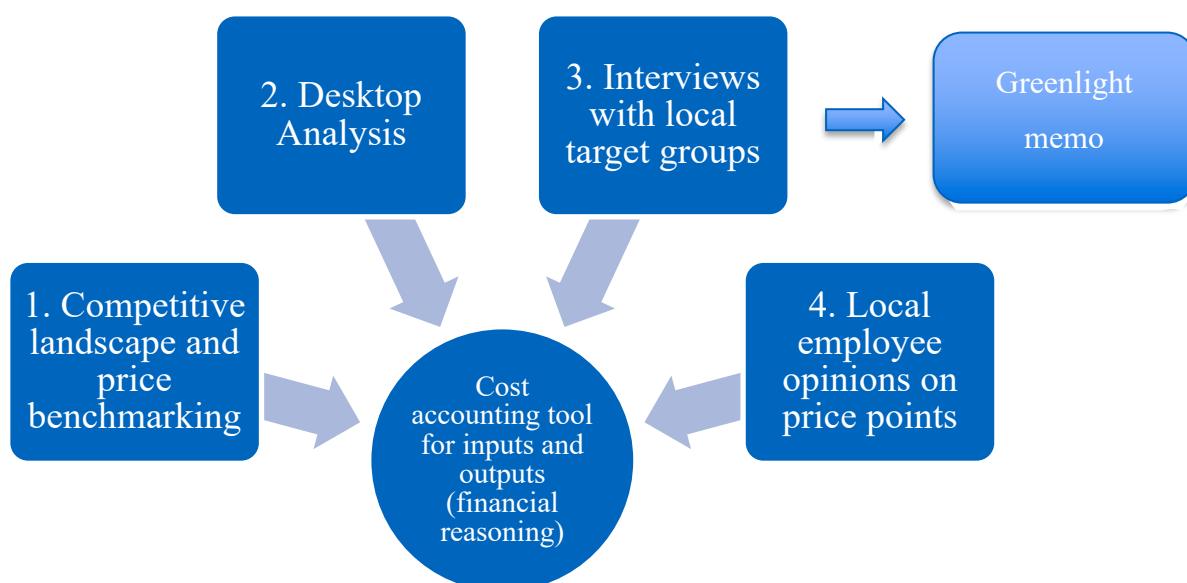 1. Competitive
landscape and
price
benchmarking
2. Desktop
Analysis
3. Interviews
with local
target groups
4. Local
employee
opinions on
price points
Cost
accounting tool
for inputs and
outputs
(financial
reasoning)
Greenlight
memo